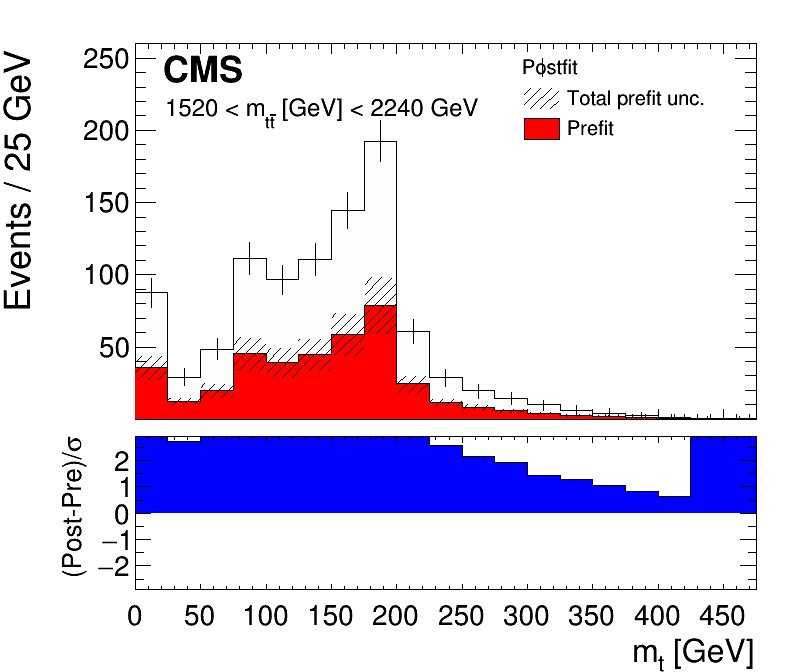 CMS
1520 < m_tt̄ [GeV] < 2240 GeV
Postfit
Total prefit unc.
Prefit
Events / 25 GeV
250
200
150
100
50
(Post-Pre)/σ
2
1
0
−1
−2
0 50 100 150 200 250 300 350 400 450
m_t [GeV]